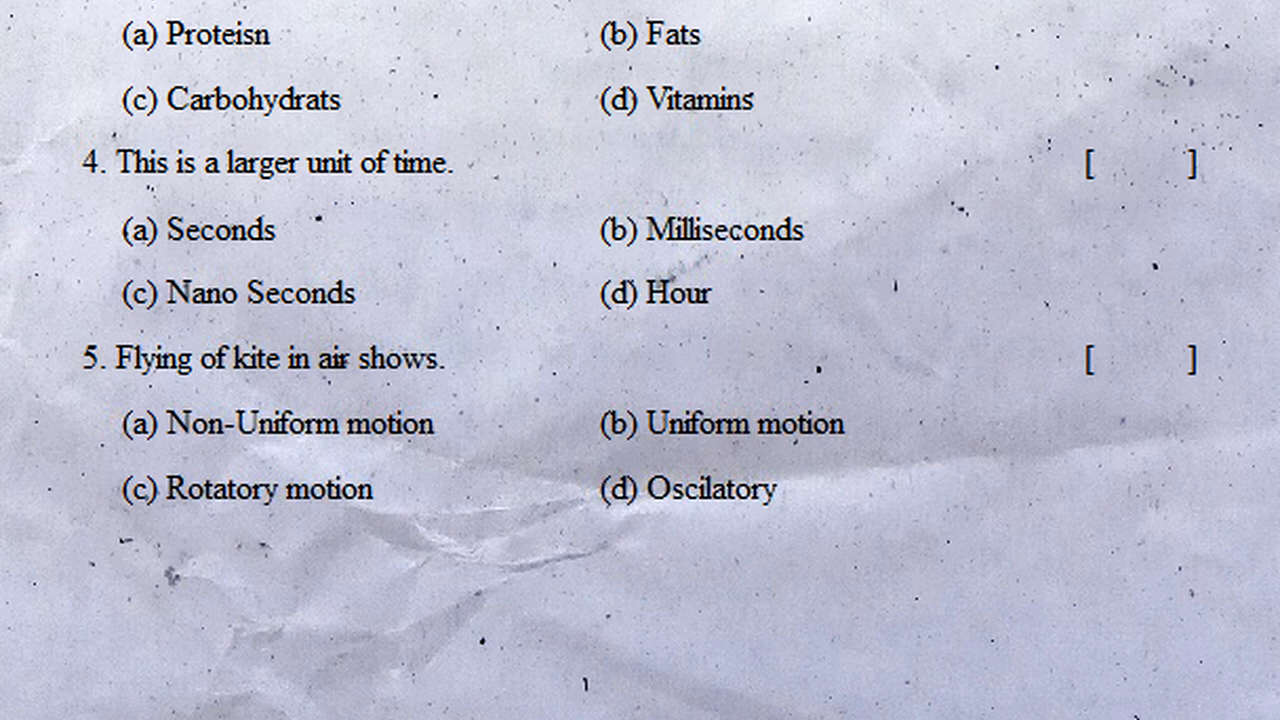 (a) Proteisn (b) Fats
(c) Carbohydrats (d) Vitamins
4. This is a larger unit of time. [ ]
(a) Seconds (b) Milliseconds
(c) Nano Seconds (d) Hour
5. Flying of kite in air shows. [ ]
(a) Non-Uniform motion (b) Uniform motion
(c) Rotatory motion (d) Oscilatory
1